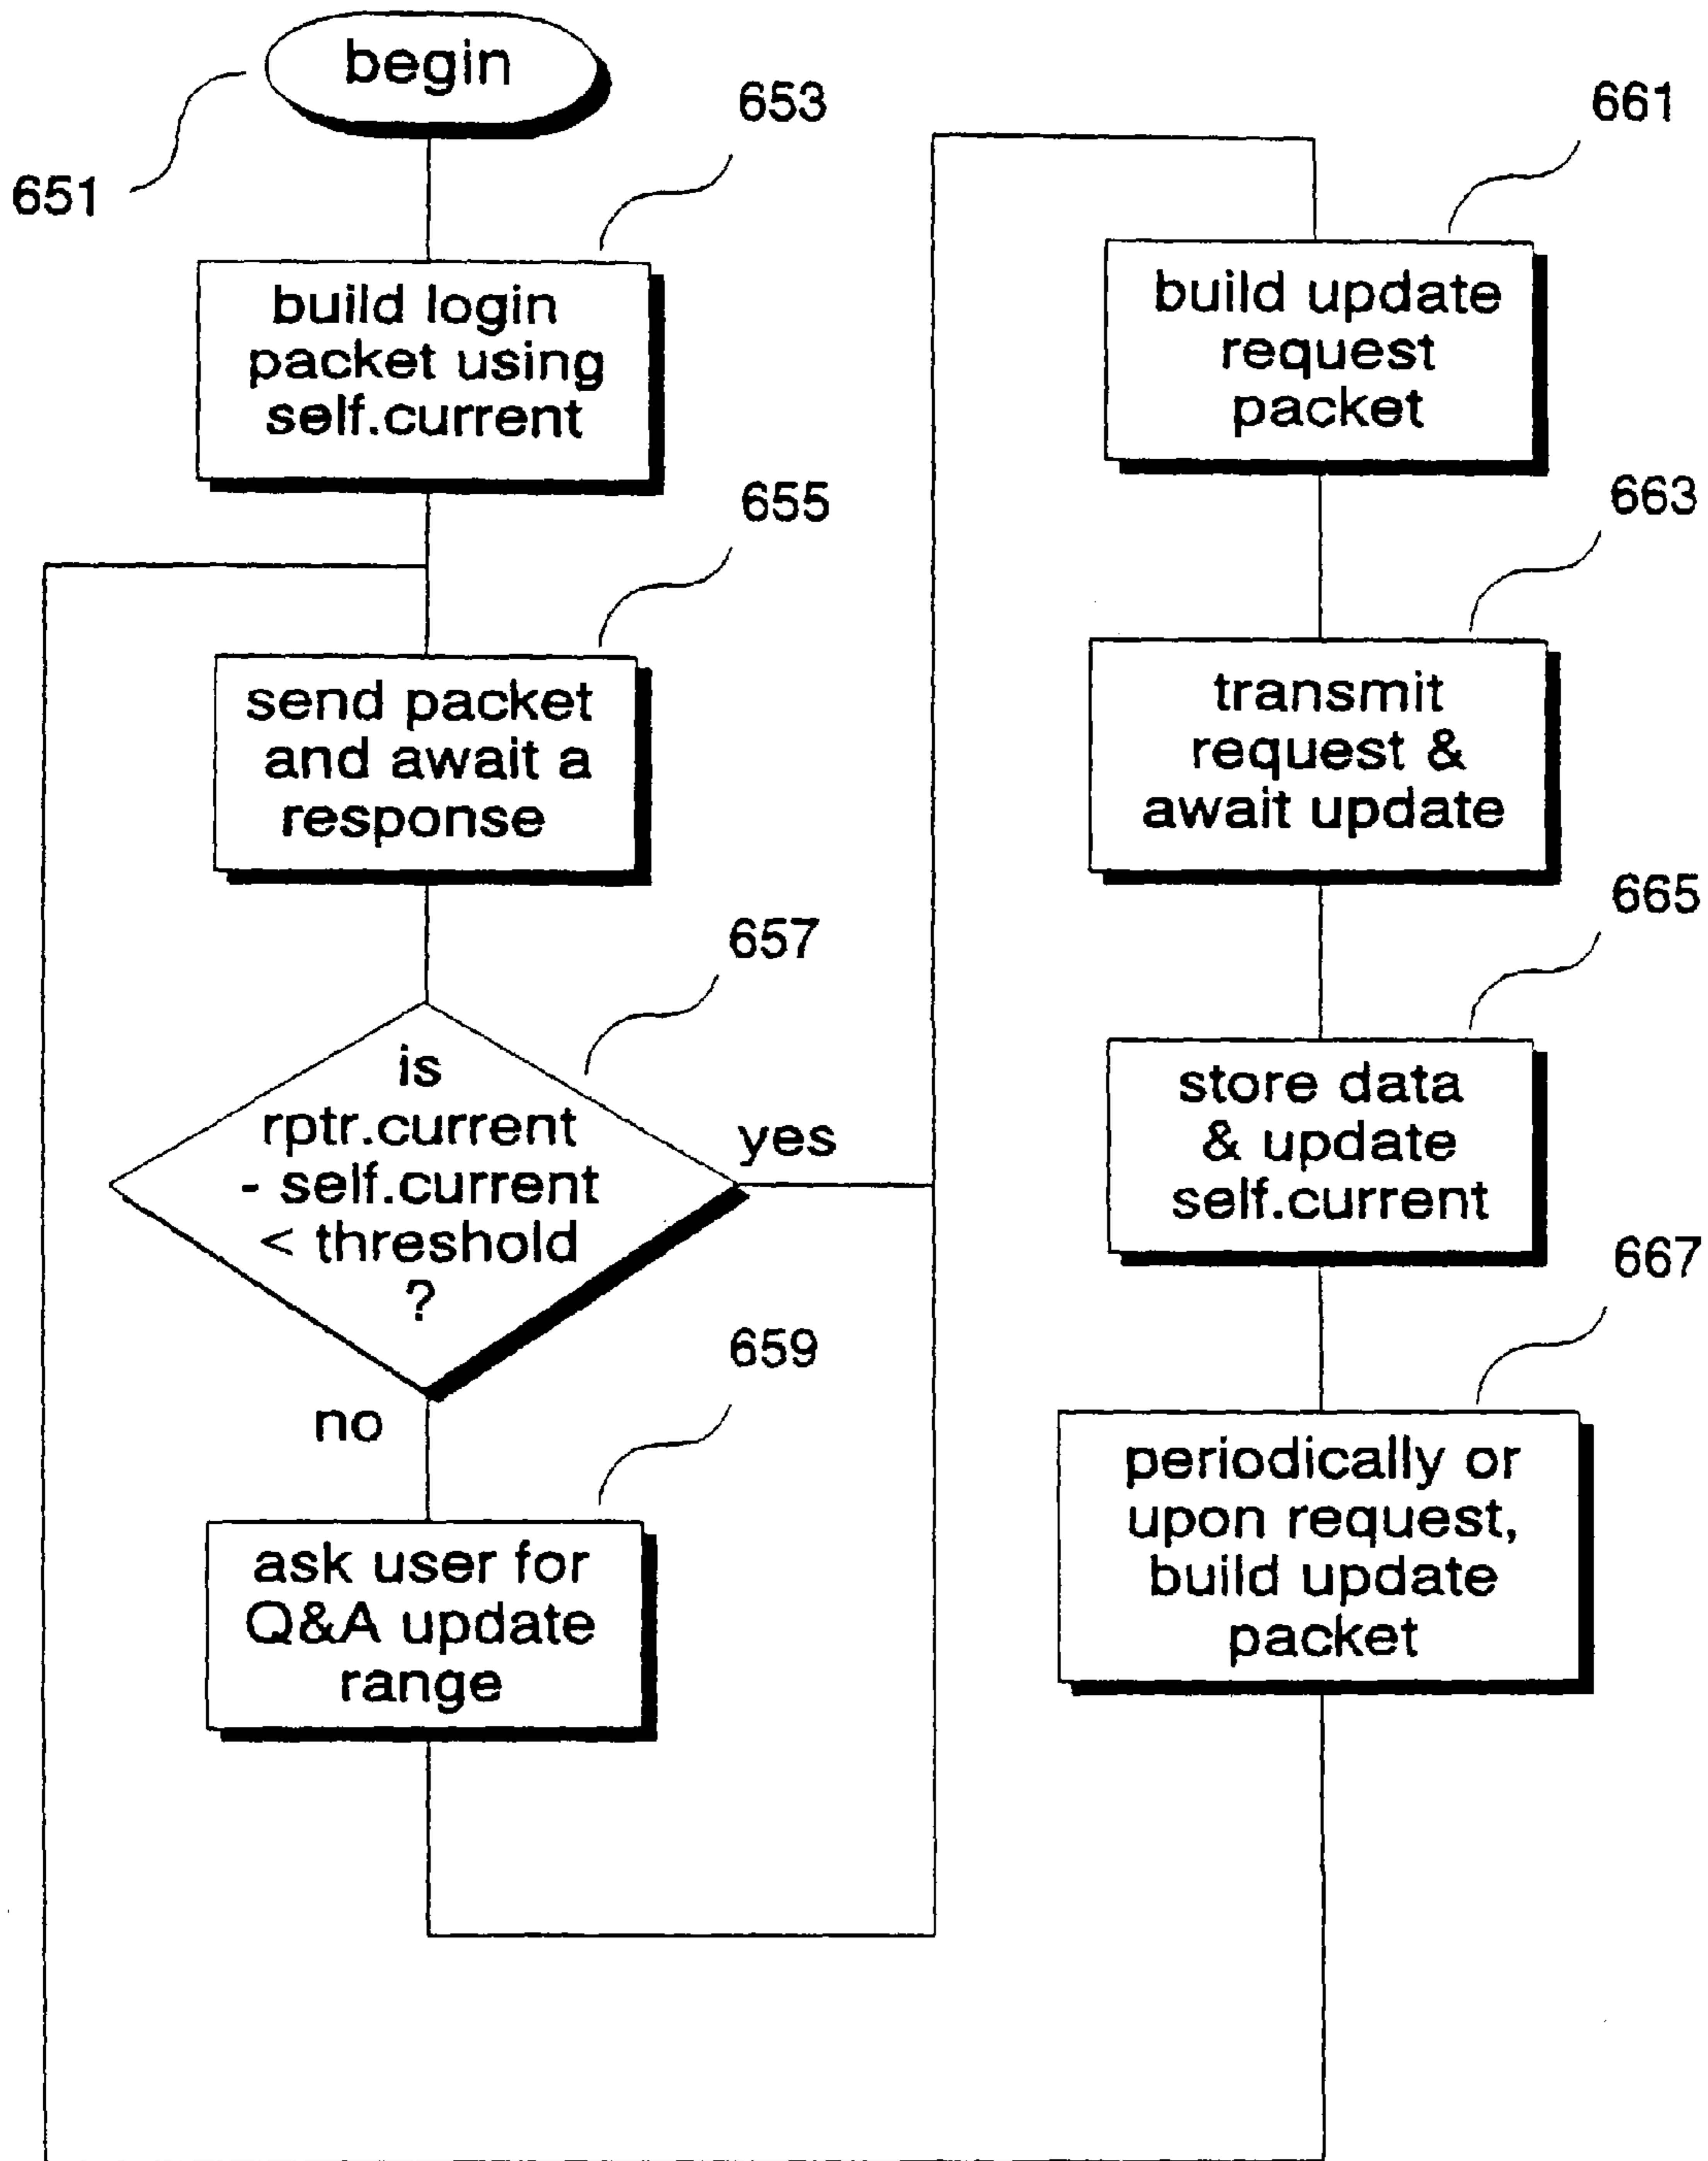 begin
651
653
build login
packet using
self.current
655
send packet
and await a
response
657
is
rptr.current
- self.current
< threshold
?
yes
no
659
ask user for
Q&A update
range
661
build update
request
packet
663
transmit
request &
await update
665
store data
& update
self.current
667
periodically or
upon request,
build update
packet